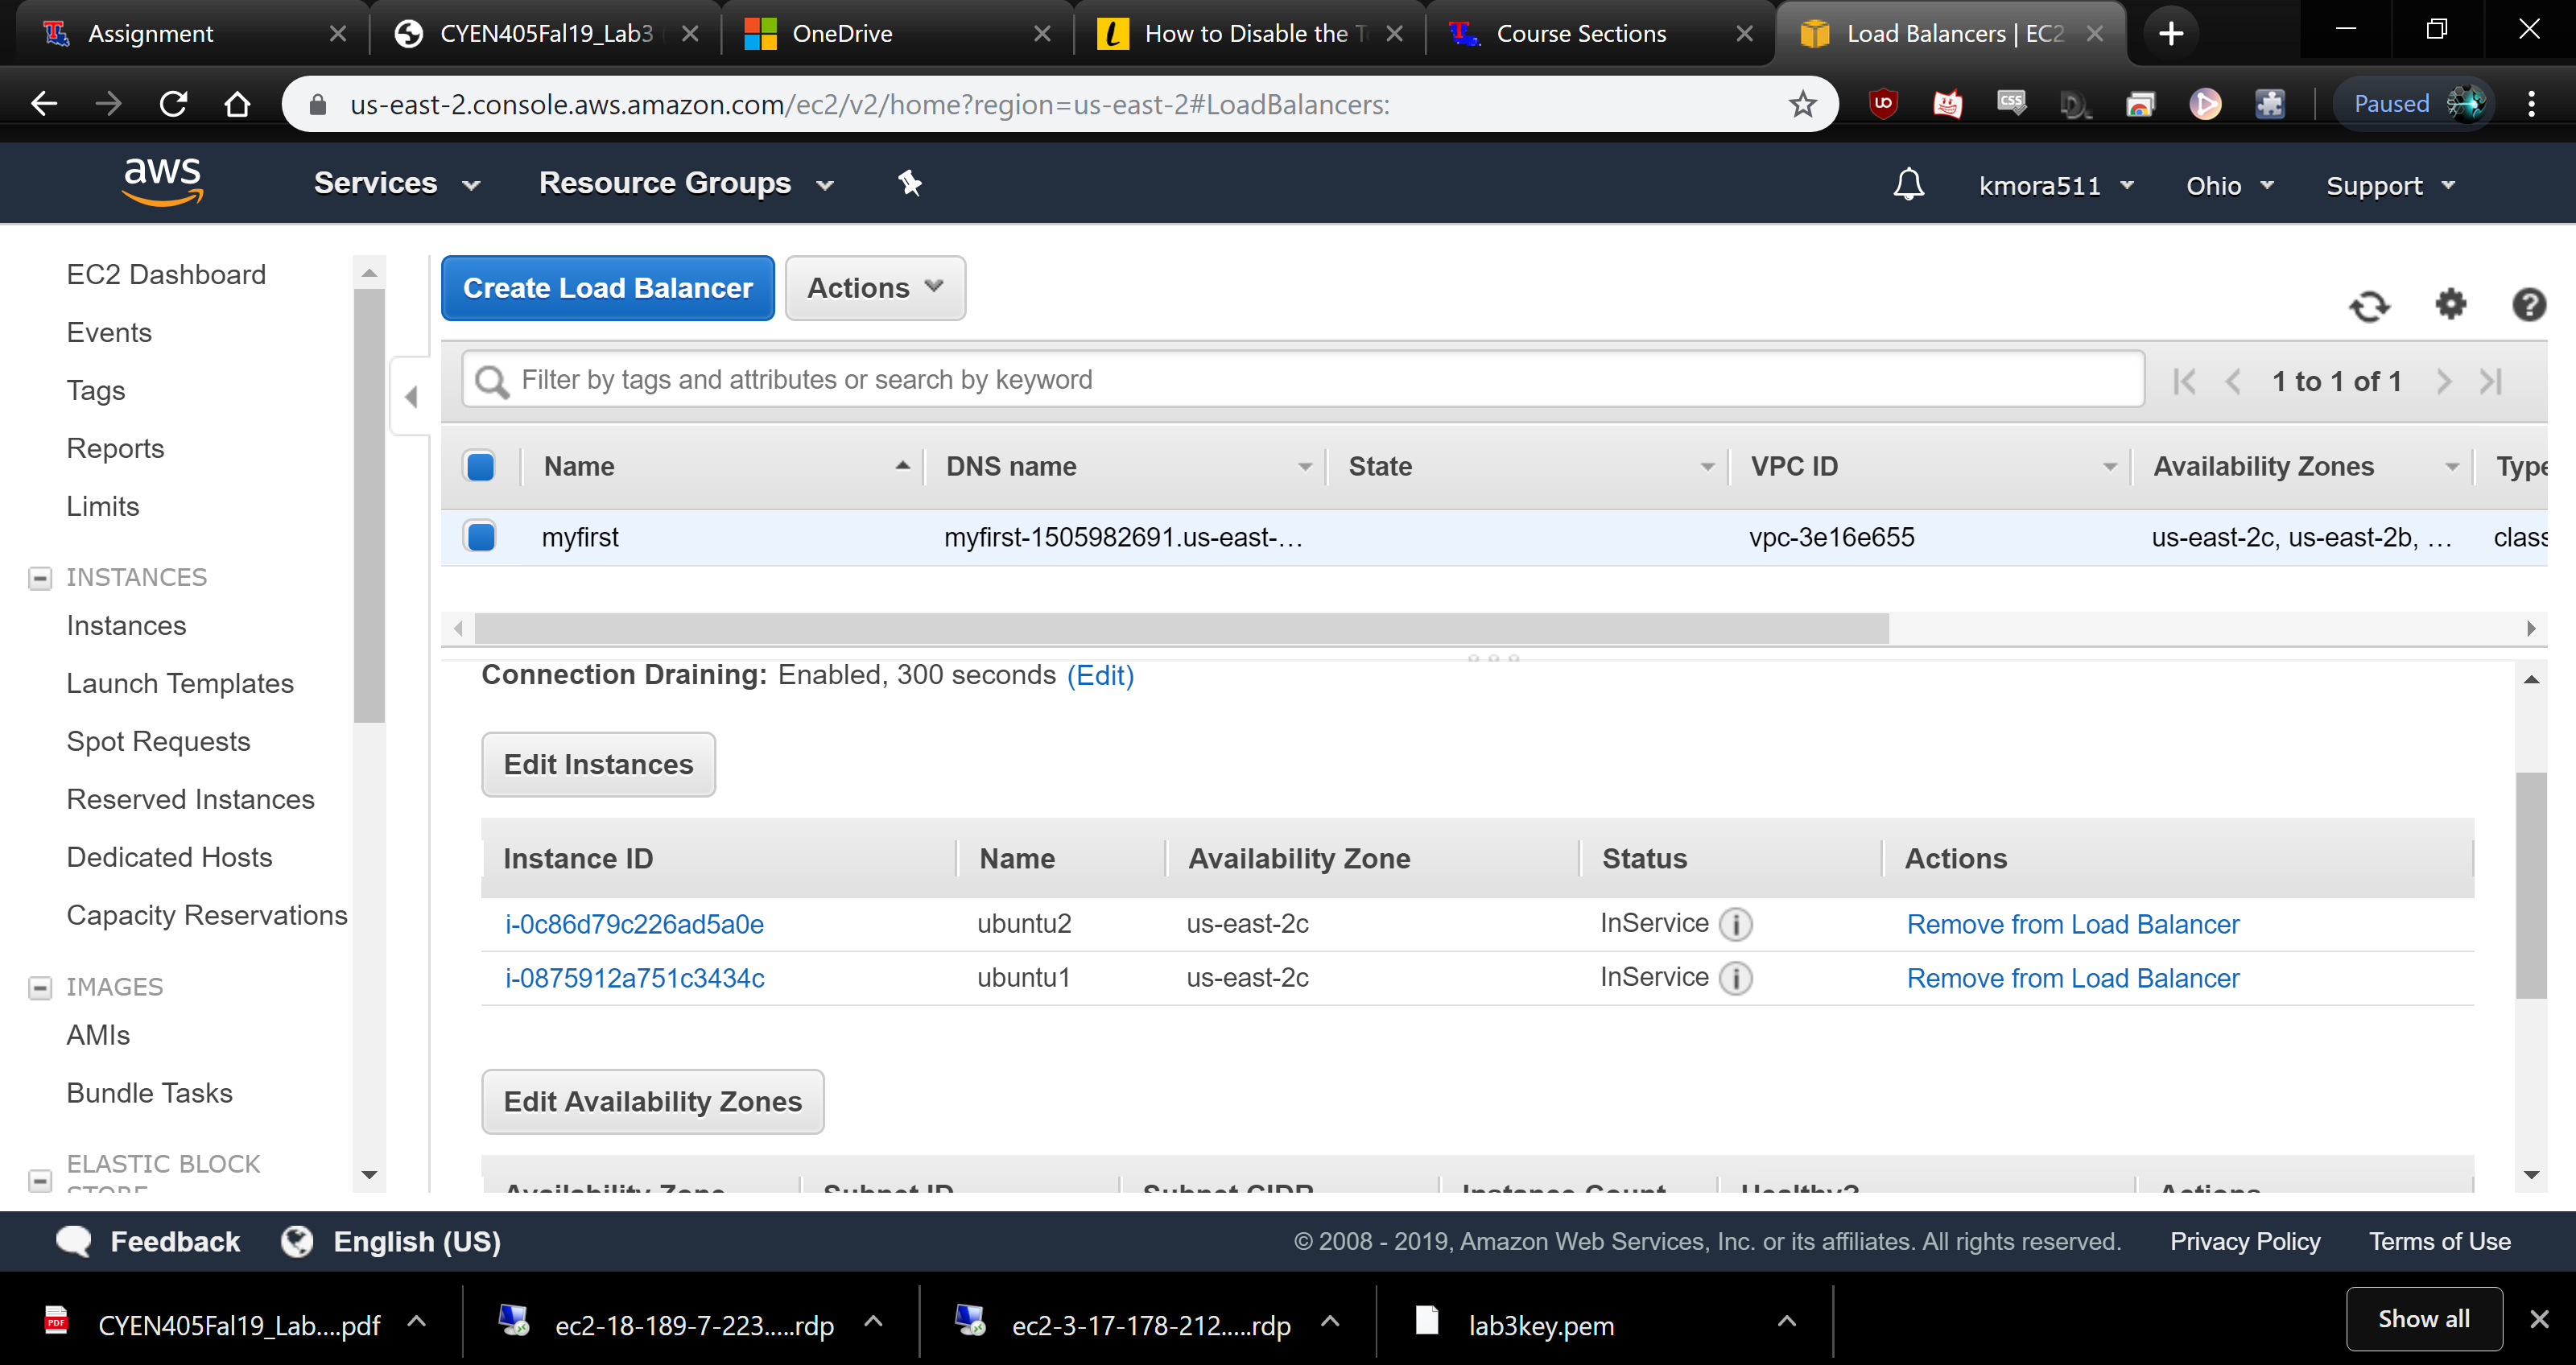 Assignment
CYEN405Fal19_Lab3
OneDrive
How to Disable the T
Course Sections
Load Balancers | EC2
us-east-2.console.aws.amazon.com/ec2/v2/home?region=us-east-2#LoadBalancers:
Paused
aws
Services
Resource Groups
kmora511
Ohio
Support
EC2 Dashboard
Events
Tags
Reports
Limits
INSTANCES
Instances
Launch Templates
Spot Requests
Reserved Instances
Dedicated Hosts
Capacity Reservations
IMAGES
AMIs
Bundle Tasks
ELASTIC BLOCK
STORE
Create Load Balancer
Actions
Filter by tags and attributes or search by keyword
1 to 1 of 1
Name DNS name State VPC ID Availability Zones Type
myfirst myfirst-1505982691.us-east-... vpc-3e16e655 us-east-2c, us-east-2b, ... class
Connection Draining: Enabled, 300 seconds (Edit)
Edit Instances
Instance ID Name Availability Zone Status Actions
i-0c86d79c226ad5a0e ubuntu2 us-east-2c InService Remove from Load Balancer
i-0875912a751c3434c ubuntu1 us-east-2c InService Remove from Load Balancer
Edit Availability Zones
Availability Zone Subnet ID Subnet CIDR Instance Count Healthy? Actions
Feedback
English (US)
© 2008 - 2019, Amazon Web Services, Inc. or its affiliates. All rights reserved.
Privacy Policy
Terms of Use
CYEN405Fal19_Lab....pdf
ec2-18-189-7-223.....rdp
ec2-3-17-178-212.....rdp
lab3key.pem
Show all